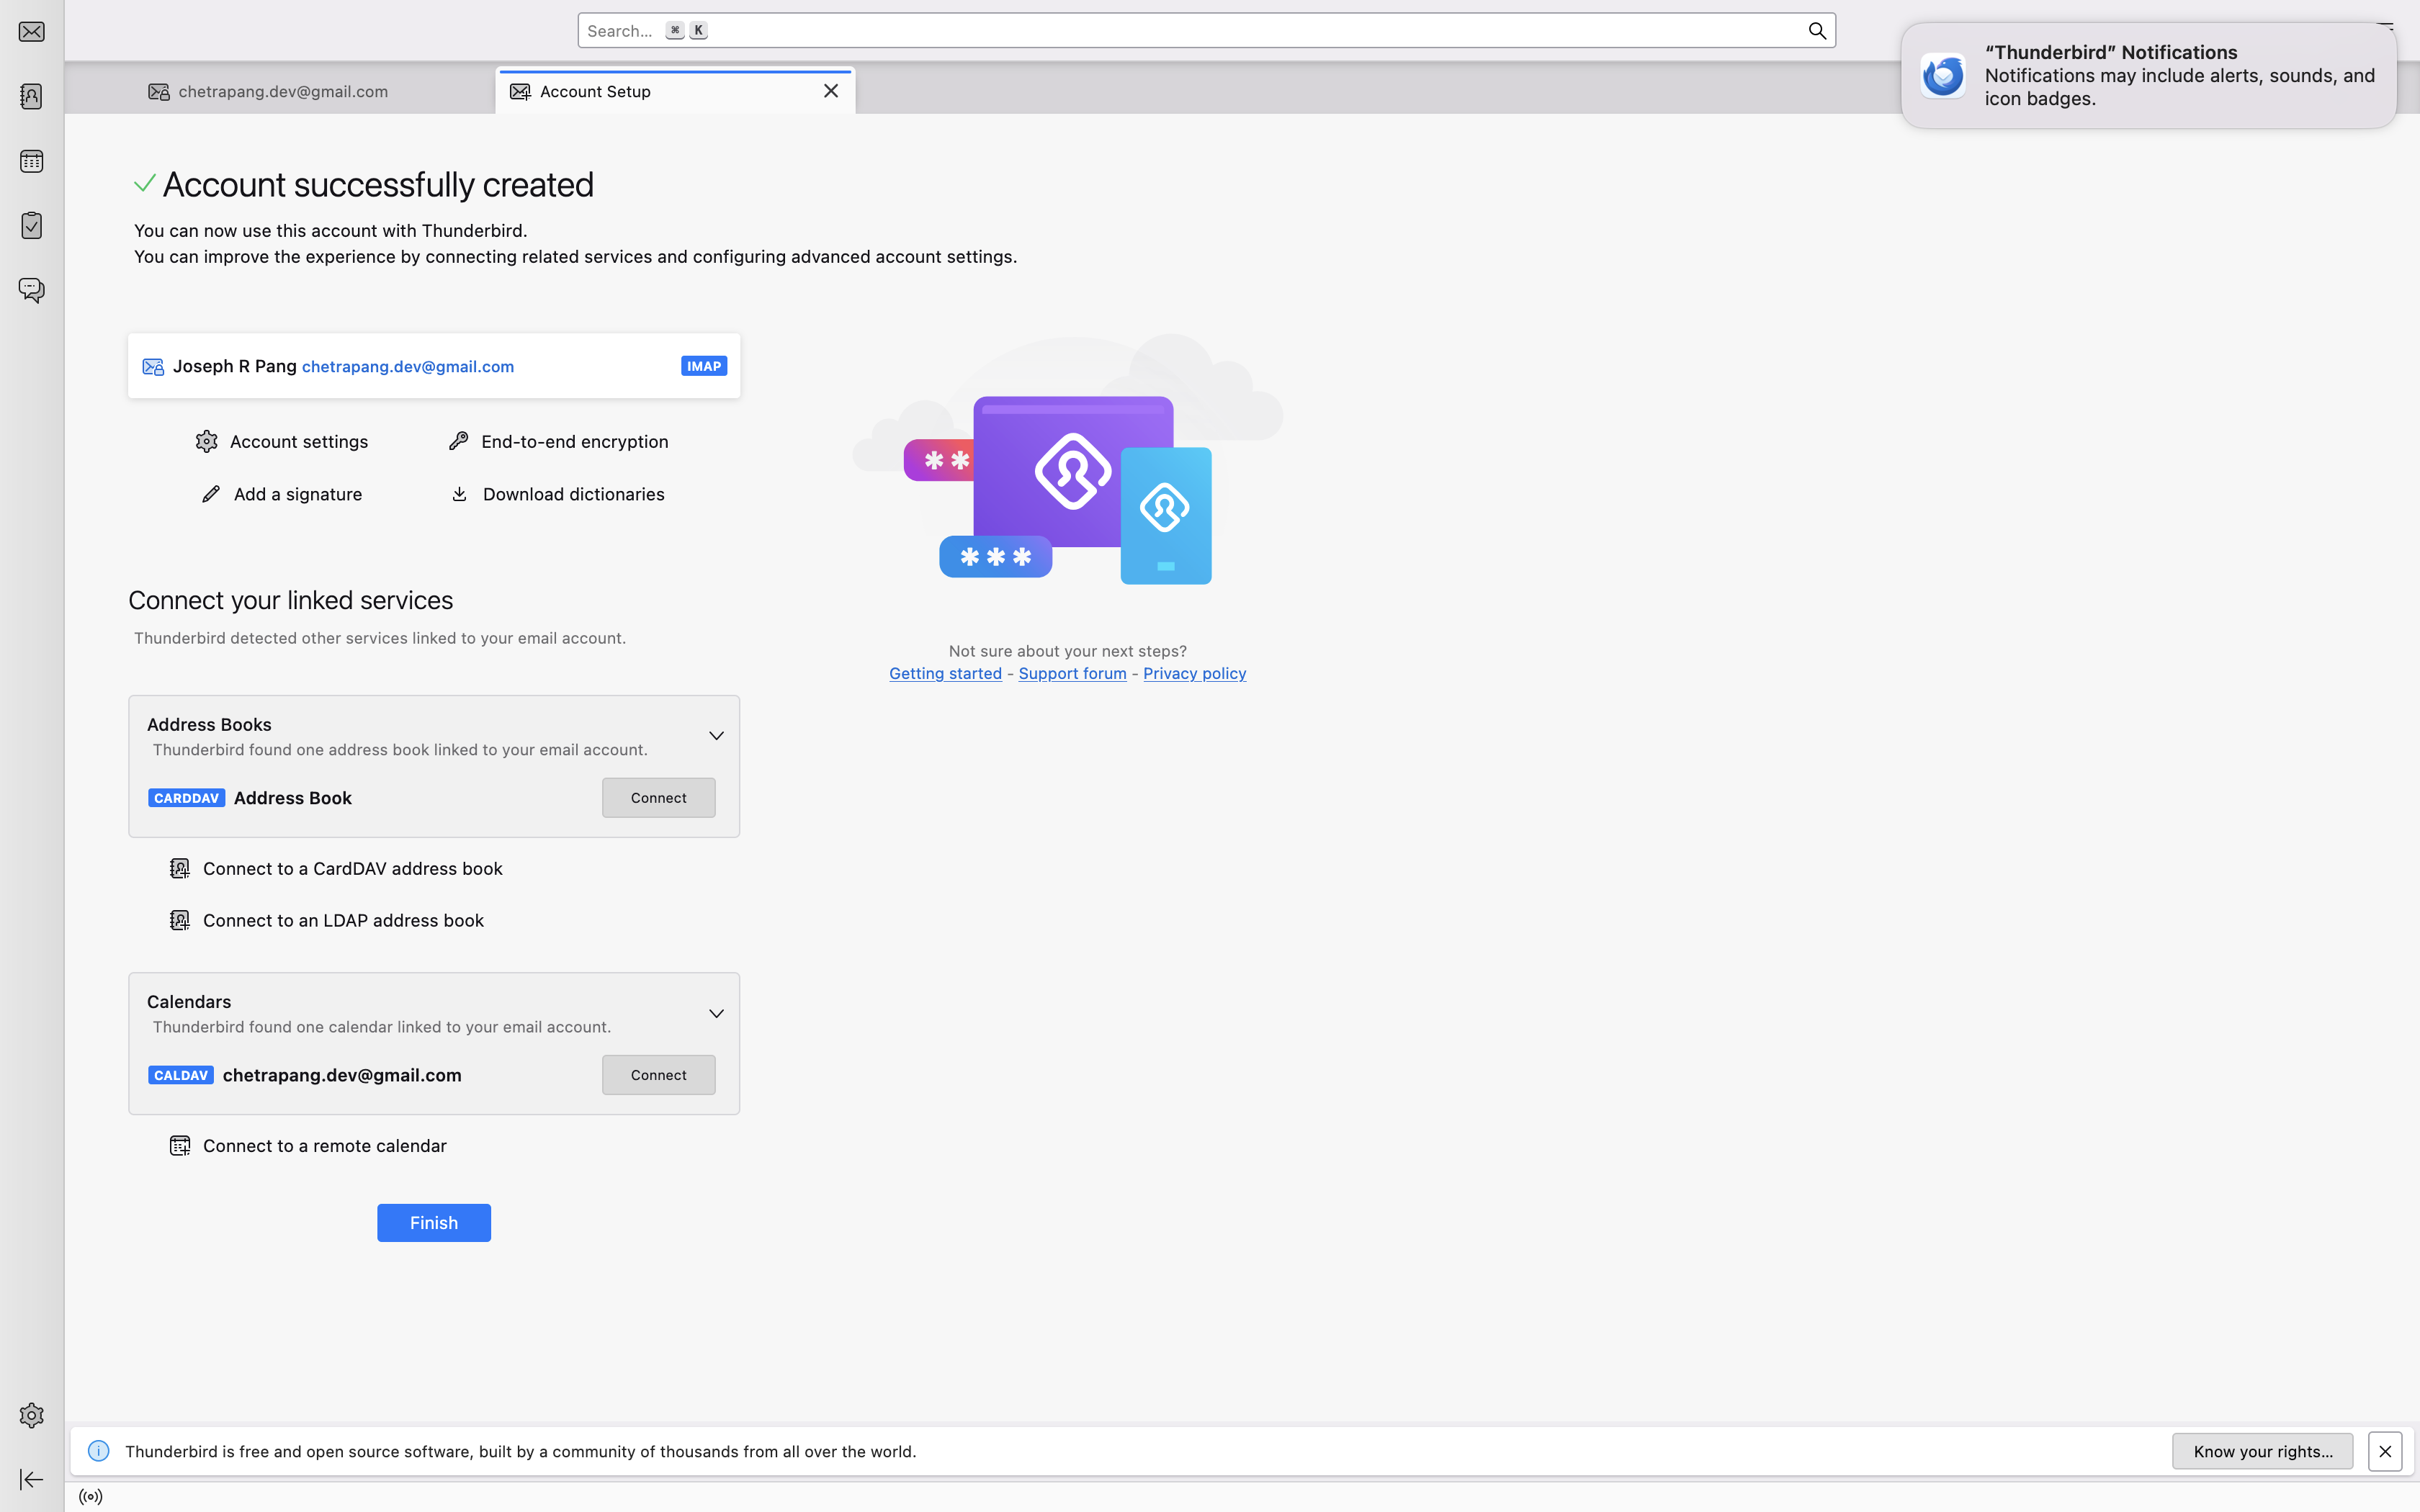 Search... ⌘ K
"Thunderbird" Notifications
Notifications may include alerts, sounds, and
icon badges.
chetrapang.dev@gmail.com
Account Setup
Account successfully created
You can now use this account with Thunderbird.
You can improve the experience by connecting related services and configuring advanced account settings.
Joseph R Pang chetrapang.dev@gmail.com IMAP
Account settings
End-to-end encryption
Add a signature
Download dictionaries
**
***
Connect your linked services
Thunderbird detected other services linked to your email account.
Not sure about your next steps?
Getting started - Support forum - Privacy policy
Address Books
Thunderbird found one address book linked to your email account.
CARDDAV Address Book
Connect
Connect to a CardDAV address book
Connect to an LDAP address book
Calendars
Thunderbird found one calendar linked to your email account.
CALDAV chetrapang.dev@gmail.com
Connect
Connect to a remote calendar
Finish
Thunderbird is free and open source software, built by a community of thousands from all over the world.
Know your rights...